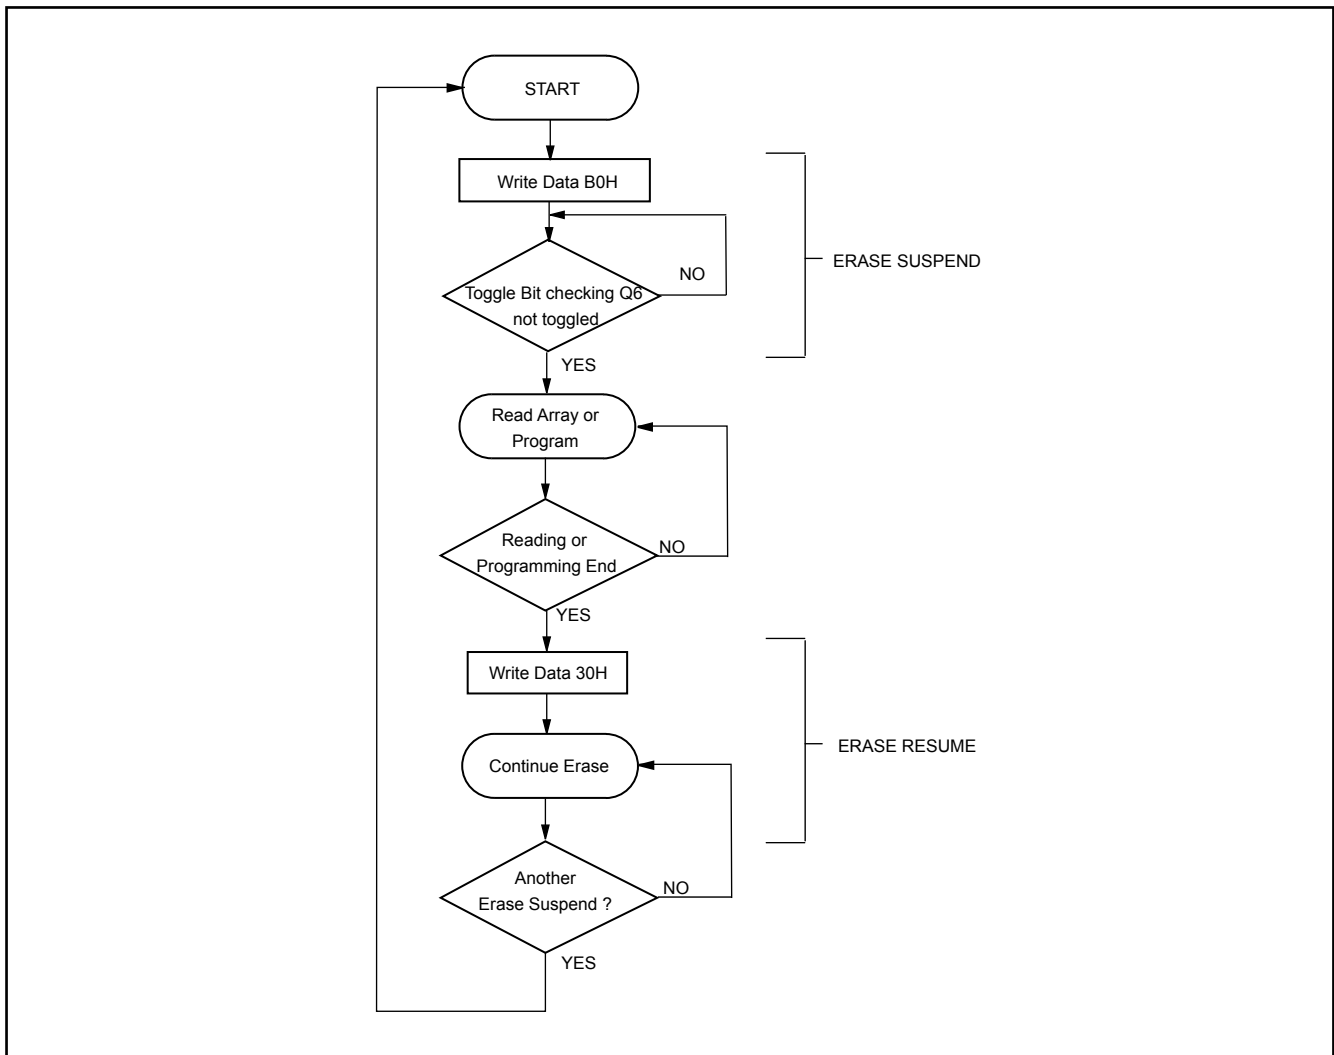 START
Write Data B0H
ERASE SUSPEND
NO
Toggle Bit checking Q6
not toggled
YES
Read Array or
Program
Reading or
Programming End
NO
YES
Write Data 30H
ERASE RESUME
Continue Erase
Another
Erase Suspend ?
NO
YES